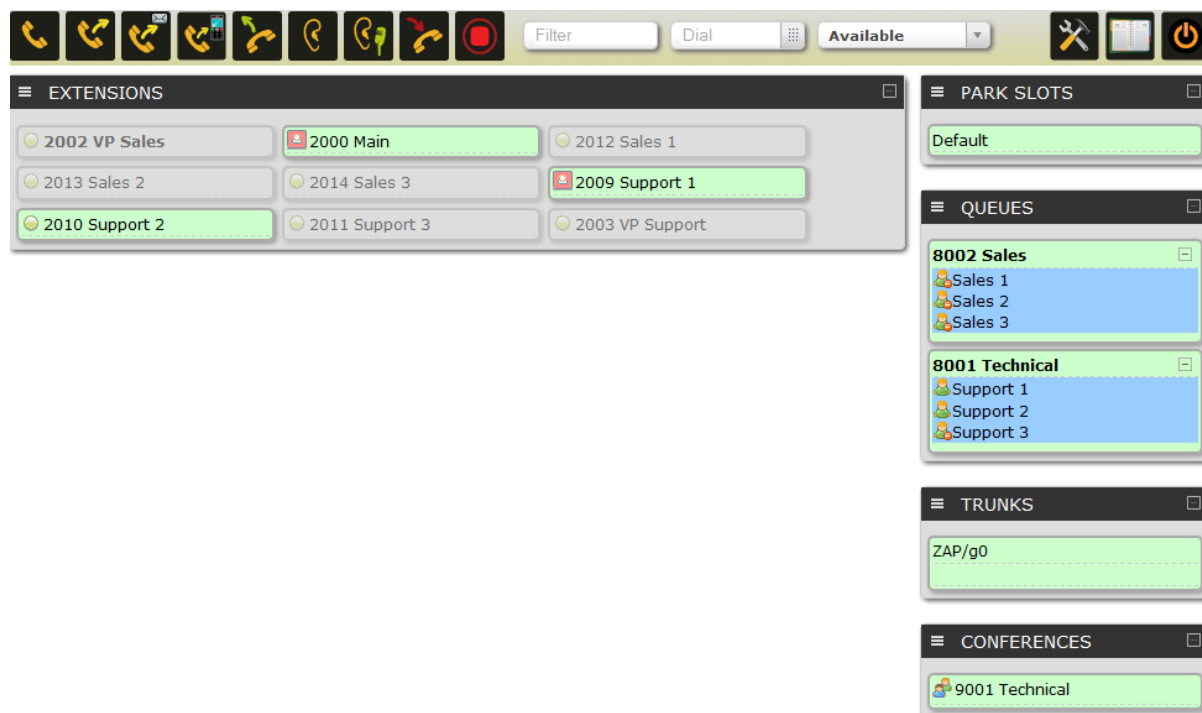 Filter
Dial
Available
EXTENSIONS
2002 VP Sales
2000 Main
2012 Sales 1
2013 Sales 2
2014 Sales 3
2009 Support 1
2010 Support 2
2011 Support 3
2003 VP Support
PARK SLOTS
Default
QUEUES
8002 Sales
Sales 1
Sales 2
Sales 3
8001 Technical
Support 1
Support 2
Support 3
TRUNKS
ZAP/g0
CONFERENCES
9001 Technical